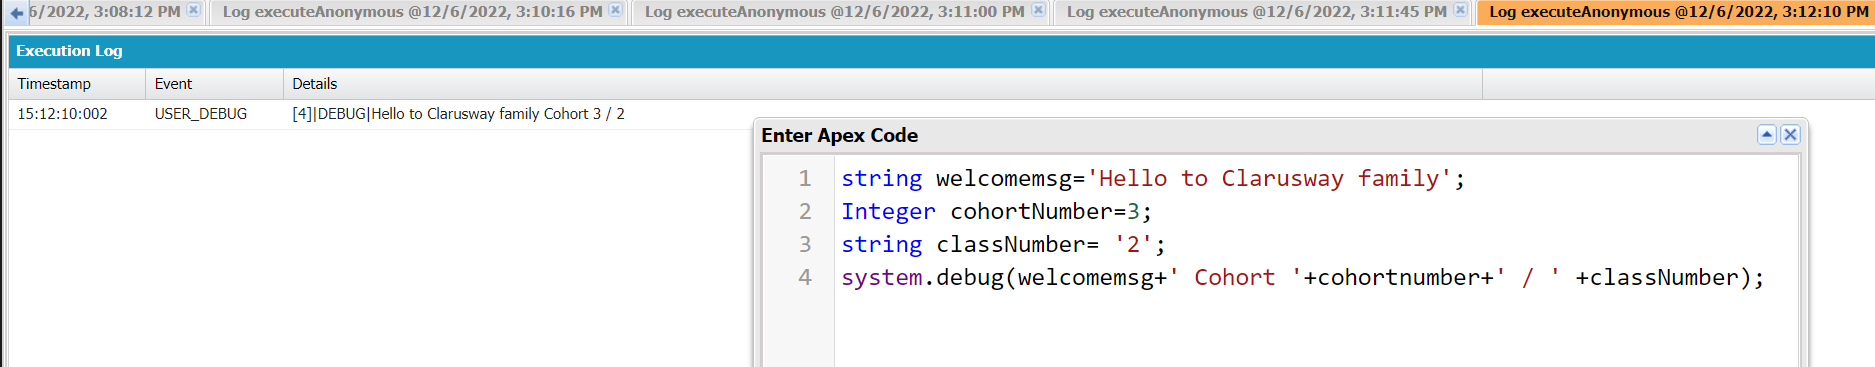 6/2022, 3:08:12 PM Log executeAnonymous @12/6/2022, 3:10:16 PM Log executeAnonymous @12/6/2022, 3:11:00 PM Log executeAnonymous @12/6/2022, 3:11:45 PM Log executeAnonymous @12/6/2022, 3:12:10 PM
Execution Log
Timestamp Event Details
15:12:10:002 USER_DEBUG [4]|DEBUG|Hello to Clarusway family Cohort 3 / 2
Enter Apex Code
1 string welcomemsg='Hello to Clarusway family';
2 Integer cohortNumber=3;
3 string classNumber= '2';
4 system.debug(welcomemsg+' Cohort '+cohortnumber+' / ' +classNumber);